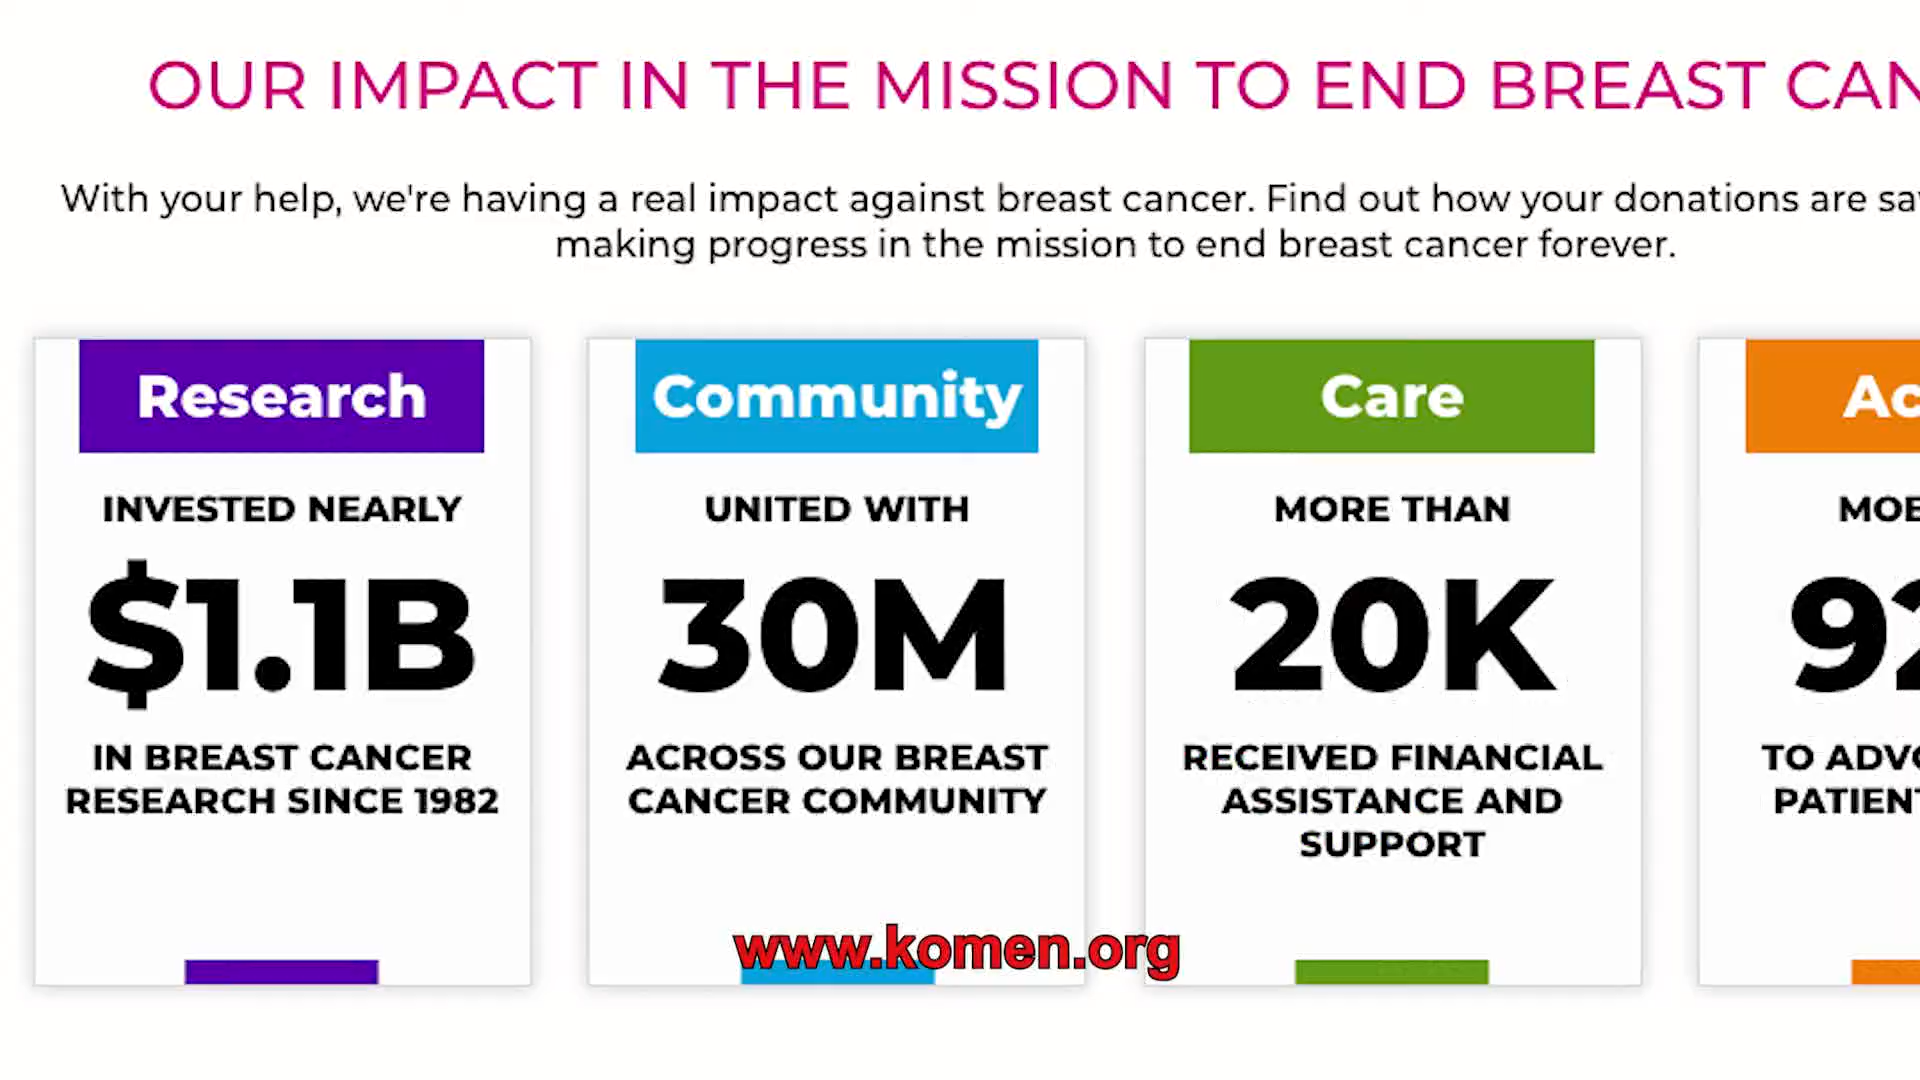 OUR IMPACT IN THE MISSION TO END BREAST
With your help, we're having a real impact against breast cancer. Find out how your donations are
making progress in the mission to end breast cancer forever.
Research
INVESTED NEARLY
$1.1B
IN BREAST CANCER
RESEARCH SINCE 1982
Community
UNITED WITH
30M
ACROSS OUR BREAST
CANCER COMMUNITY
Care
MORE THAN
20K
RECEIVED FINANCIAL
ASSISTANCE AND
SUPPORT
TO
www.komen.org